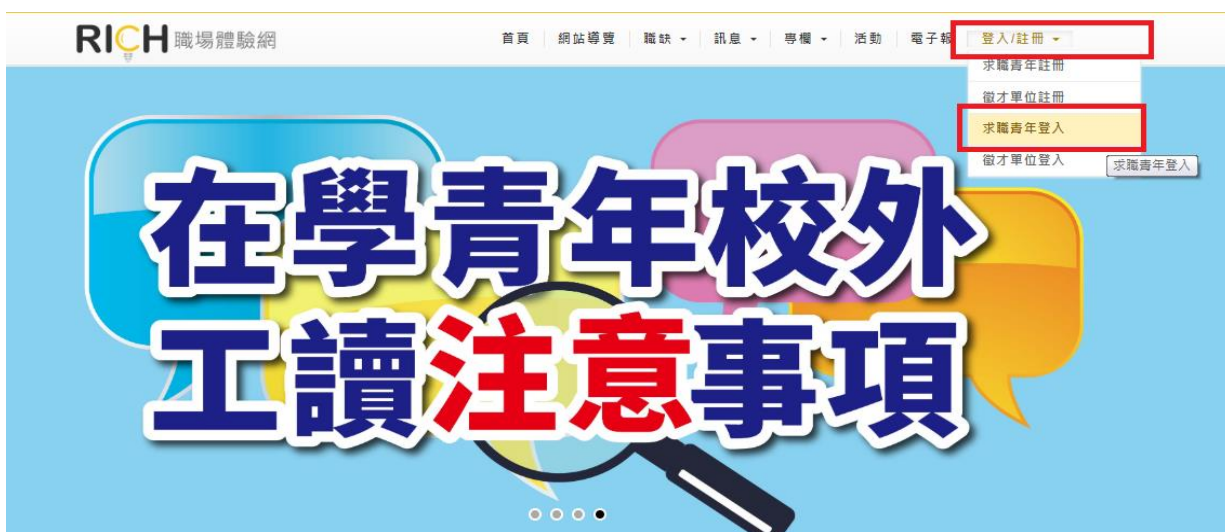 RICH 職場體驗網
首頁 網站導覽 職缺 訊息 專欄 活動 電子報 登入/註冊
求職青年註冊
徵才單位註冊
求職青年登入
徵才單位登入
求職青年登入
在學青年校外
工讀注意事項